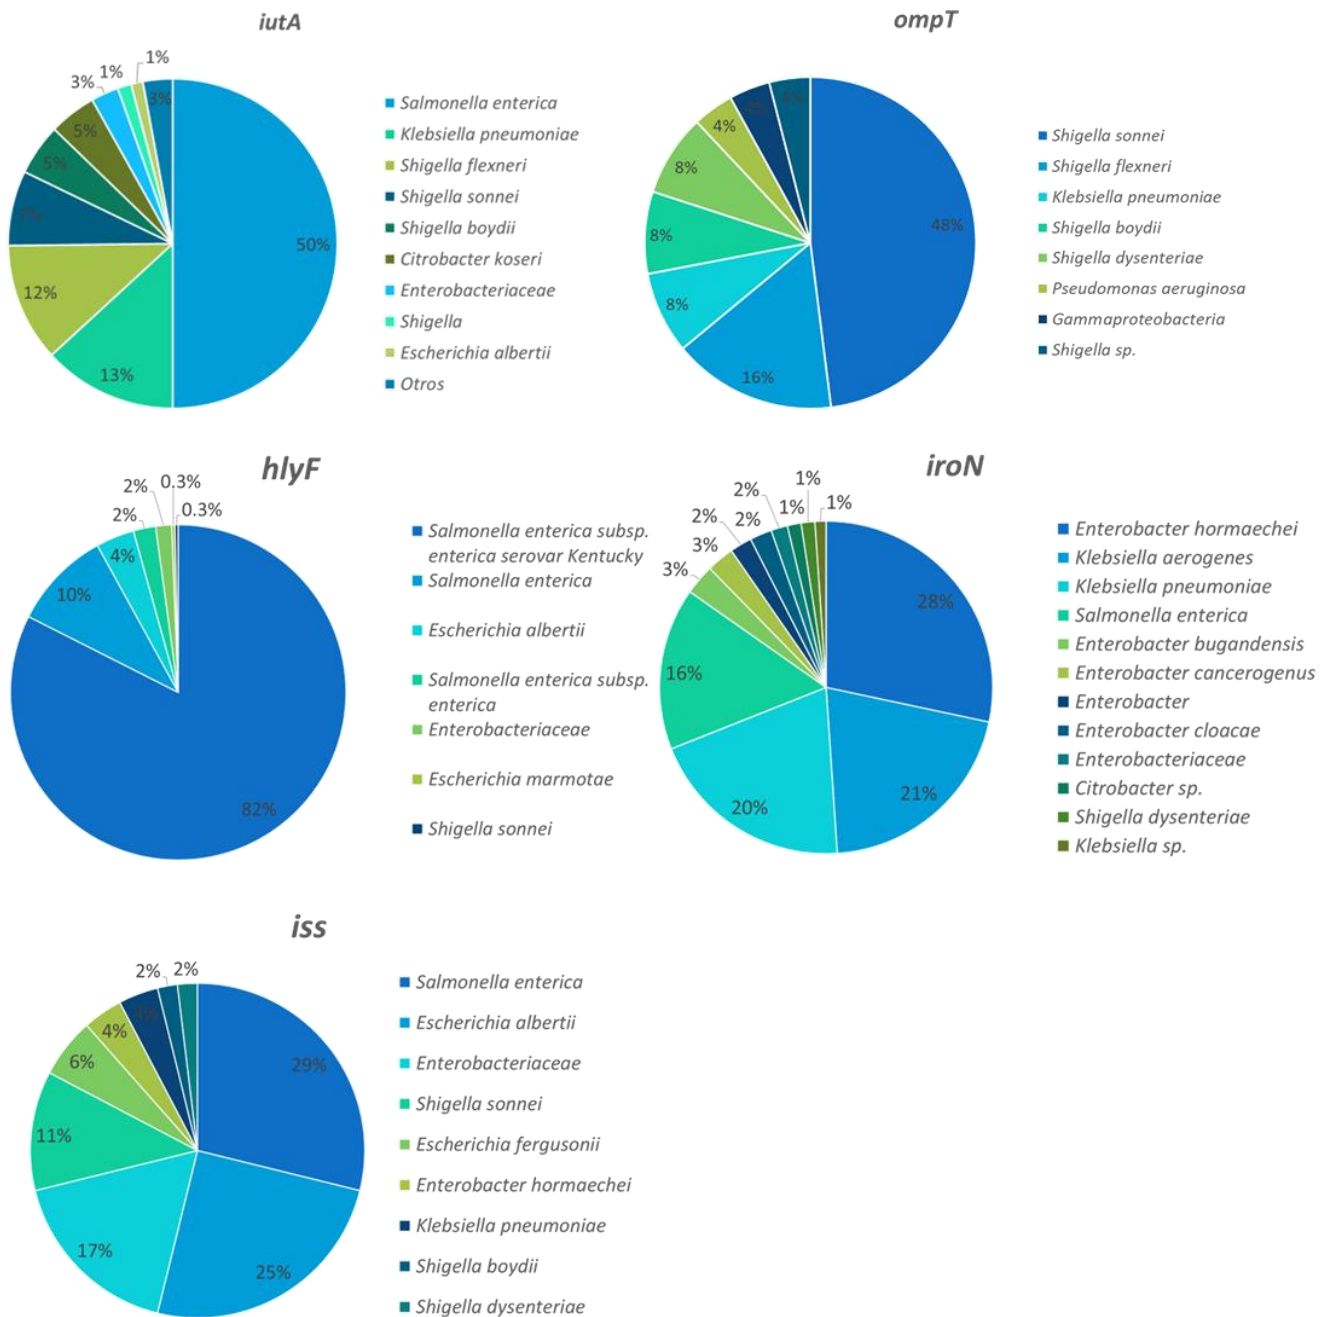 iutA
1%
1%
3%
3%
5%
5%
7%
12%
13%
50%
Salmonella enterica
Klebsiella pneumoniae
Shigella flexneri
Shigella sonnei
Shigella boydii
Citrobacter koseri
Enterobacteriaceae
Shigella
Escherichia albertii
Otros
ompT
4%
4%
4%
8%
8%
8%
16%
48%
Shigella sonnei
Shigella flexneri
Klebsiella pneumoniae
Shigella boydii
Shigella dysenteriae
Pseudomonas aeruginosa
Gammaproteobacteria
Shigella sp.
hlyF
0.3%
2%
0.3%
2%
4%
10%
82%
Salmonella enterica subsp.
enterica serovar Kentucky
Salmonella enterica
Escherichia albertii
Salmonella enterica subsp.
enterica
Enterobacteriaceae
Escherichia marmotae
Shigella sonnei
iroN
1%
2%
1%
1%
2%
2%
3%
3%
16%
20%
21%
28%
Enterobacter hormaechei
Klebsiella aerogenes
Klebsiella pneumoniae
Salmonella enterica
Enterobacter bugandensis
Enterobacter cancerogenus
Enterobacter
Enterobacter cloacae
Enterobacteriaceae
Citrobacter sp.
Shigella dysenteriae
Klebsiella sp.
iss
2%
2%
4%
4%
6%
11%
17%
25%
29%
Salmonella enterica
Escherichia albertii
Enterobacteriaceae
Shigella sonnei
Escherichia fergusonii
Enterobacter hormaechei
Klebsiella pneumoniae
Shigella boydii
Shigella dysenteriae